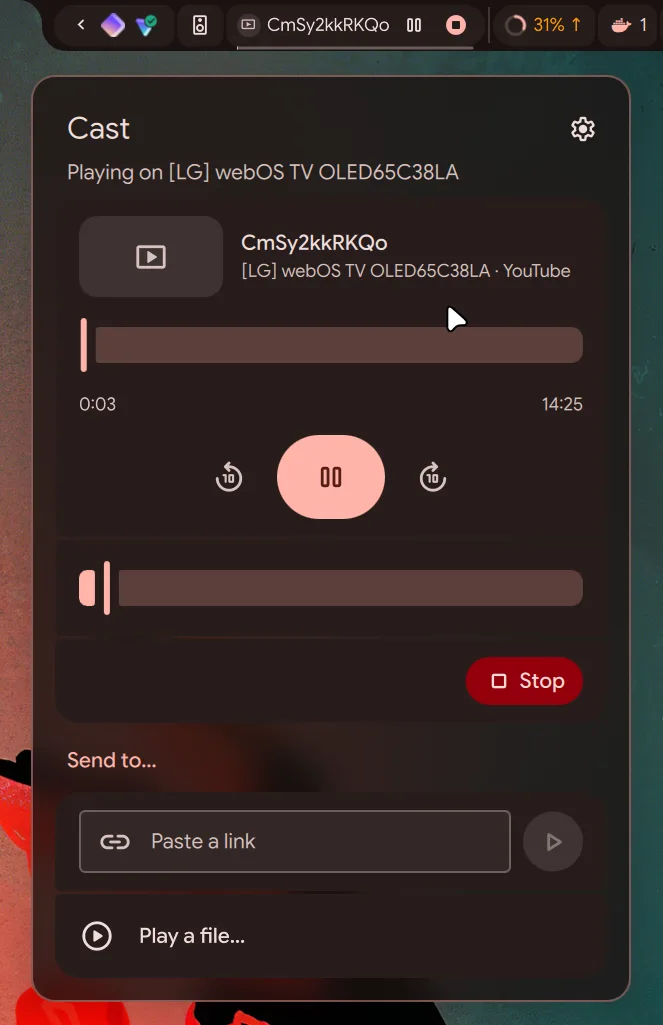 CmSy2kkRKQo
31% ↑
1
Cast
Playing on [LG] webOS TV OLED65C38LA
CmSy2kkRKQo
[LG] webOS TV OLED65C38LA · YouTube
0:03
14:25
10
10
Stop
Send to...
Paste a link
Play a file...